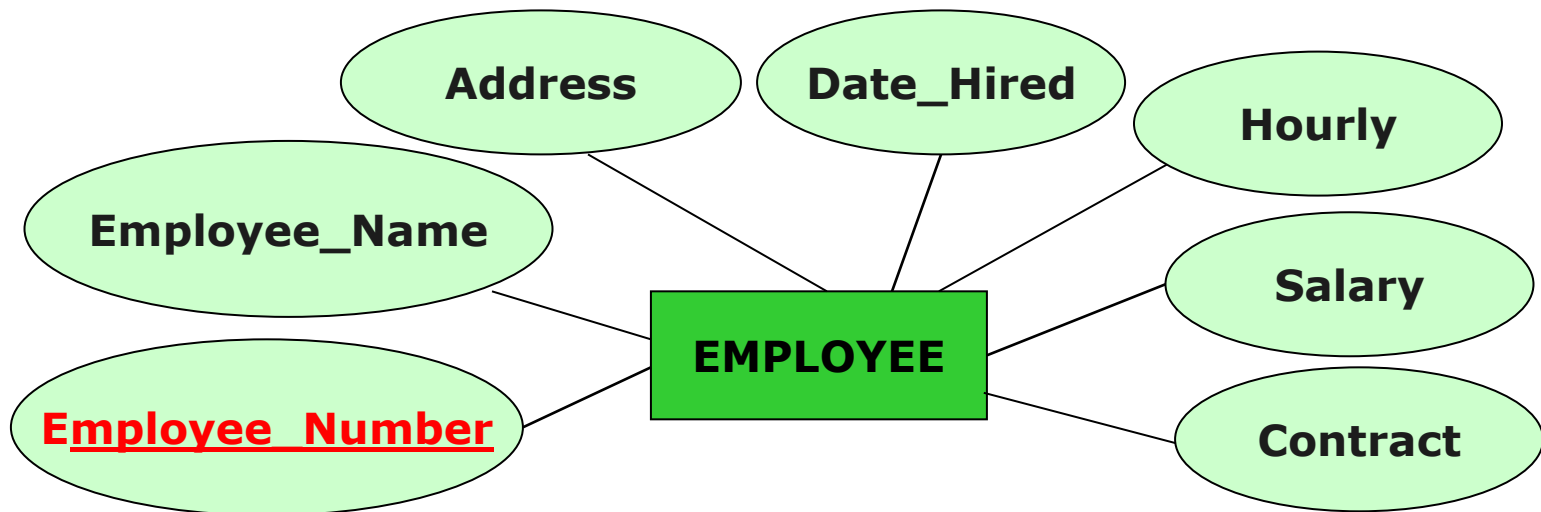 Address
Date_Hired
Hourly
Employee_Name
Salary
EMPLOYEE
Employee_Number
Contract